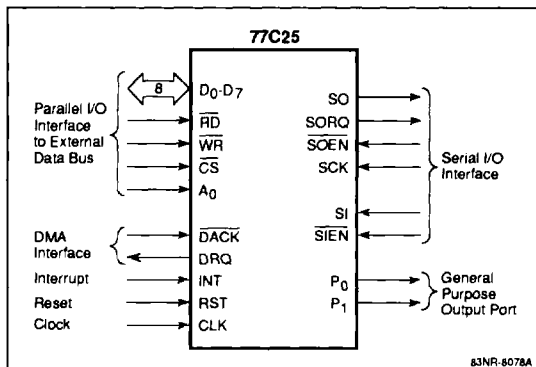 77C25
8
D0-D7
Parallel I/O
Interface
to External
Data Bus
RD
WR
CS
A0
DMA
Interface
DACK
DRQ
Interrupt
INT
Reset
RST
Clock
CLK
SO
SORQ
SOEN
SCK
Serial I/O
Interface
SI
SIEN
P0
P1
General
Purpose
Output Port
83NR-8078A